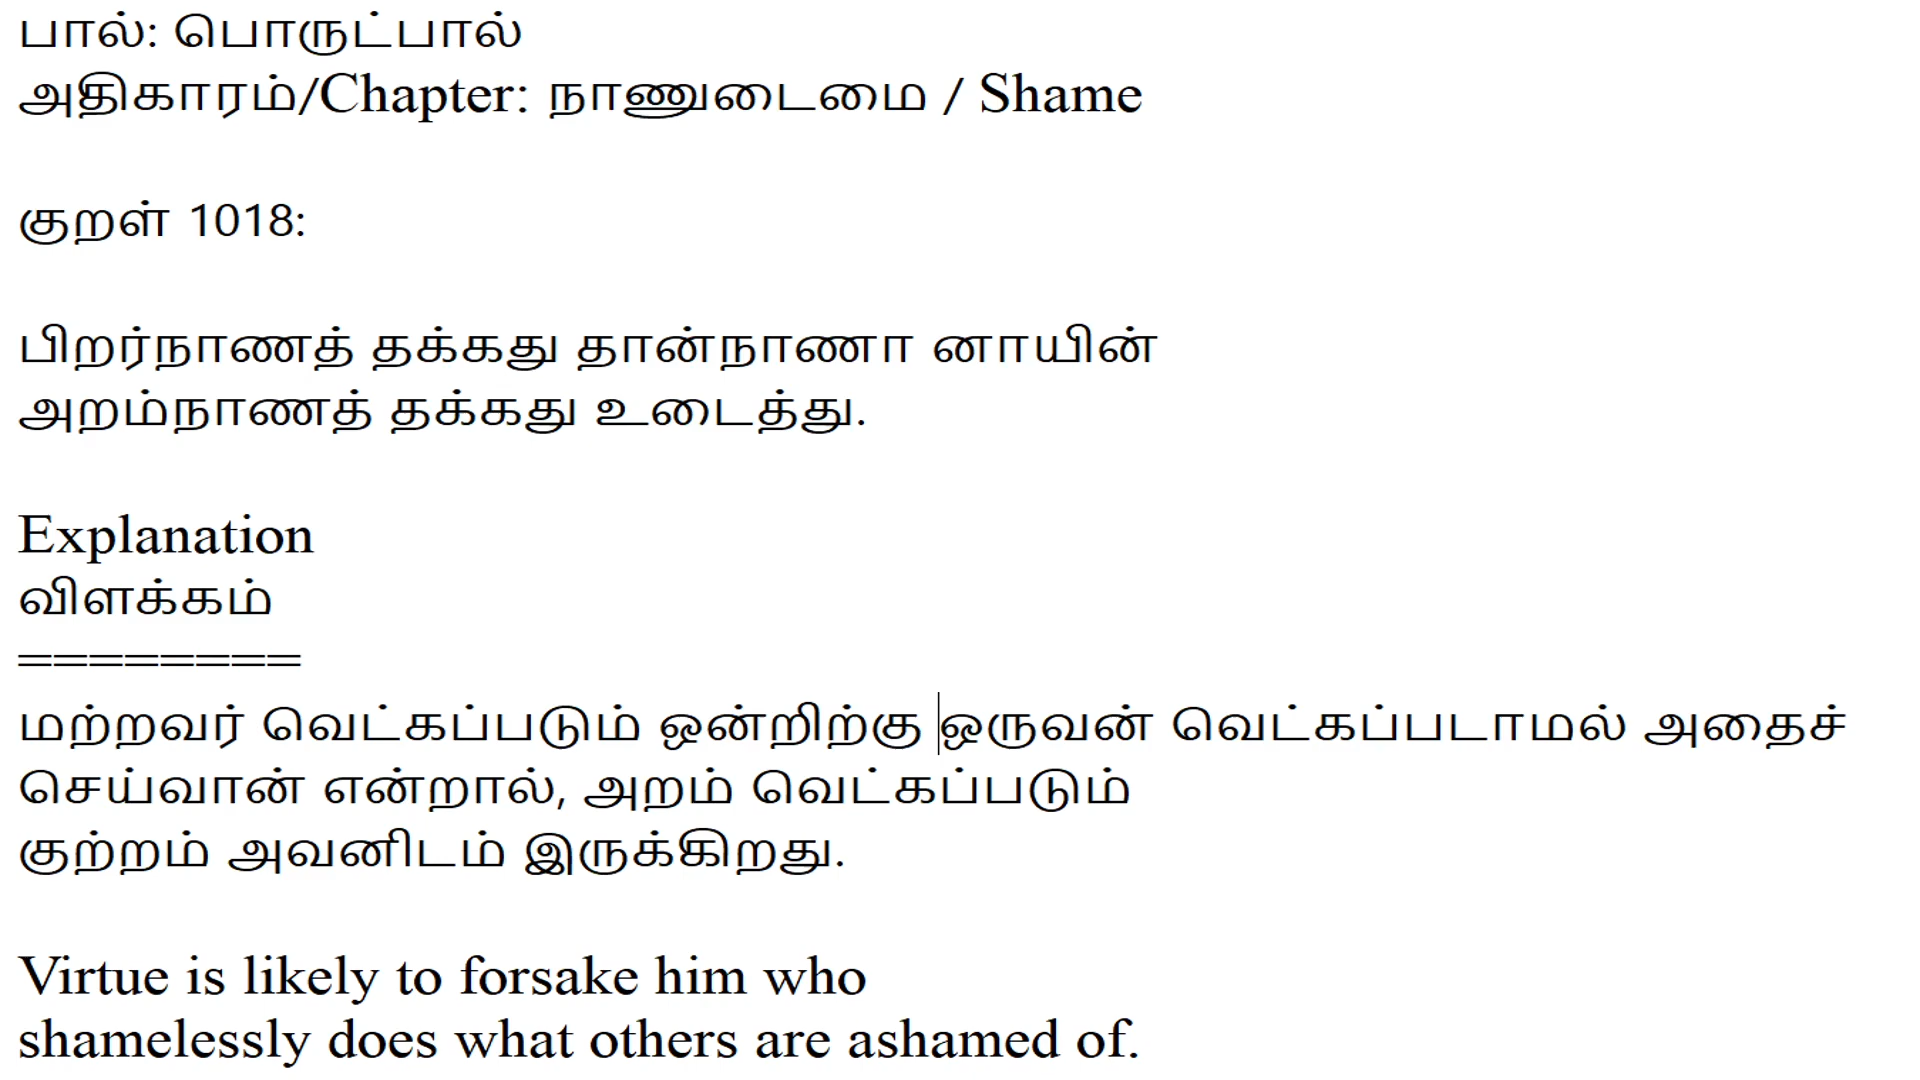 பால்: பொருட்பால்
அதிகாரம்/Chapter: நாணுடைமை / Shame
குறள் 1018:
பிறர்நாணத் தக்கது தான்நாணா னாயின்
அறம்நாணத் தக்கது உடைத்து.
Explanation
விளக்கம்
========
மற்றவர் வெட்கப்படும் ஒன்றிற்கு ஒருவன் வெட்கப்படாமல் அதைச்
செய்வான் என்றால், அறம் வெட்கப்படும்
குற்றம் அவனிடம் இருக்கிறது.
Virtue is likely to forsake him who
shamelessly does what others are ashamed of.